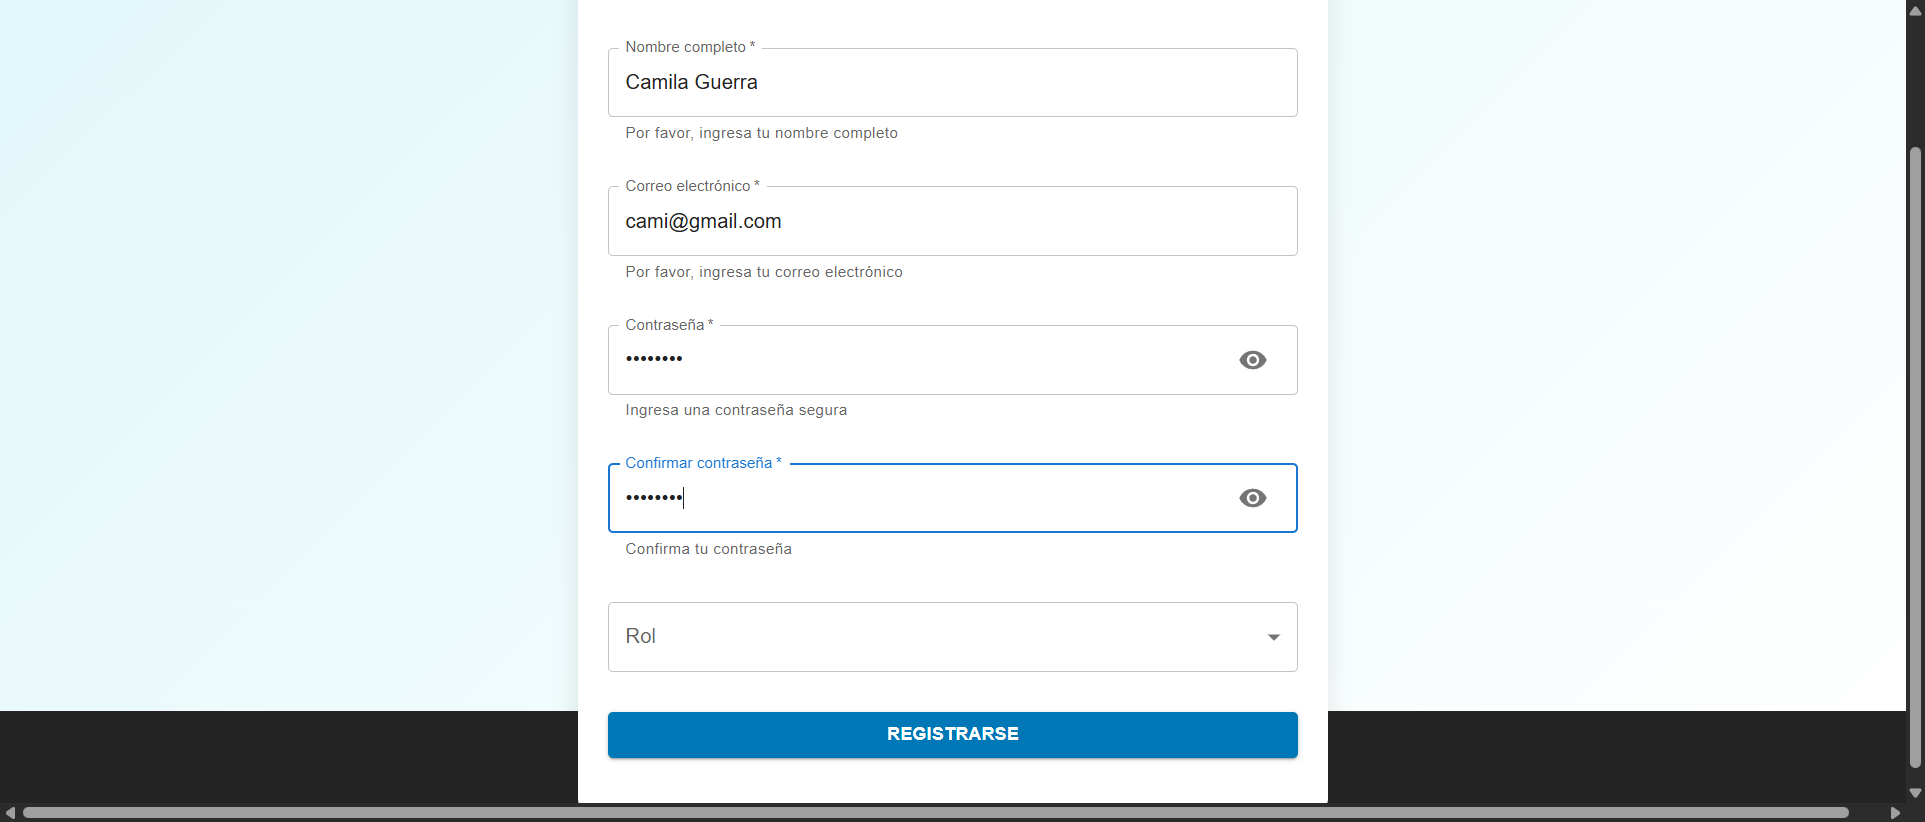 Nombre completo *
Camila Guerra
Por favor, ingresa tu nombre completo
Correo electrónico *
cami@gmail.com
Por favor, ingresa tu correo electrónico
Contraseña *
••••••••
Ingresa una contraseña segura
Confirmar contraseña *
••••••••
Confirma tu contraseña
Rol
REGISTRARSE